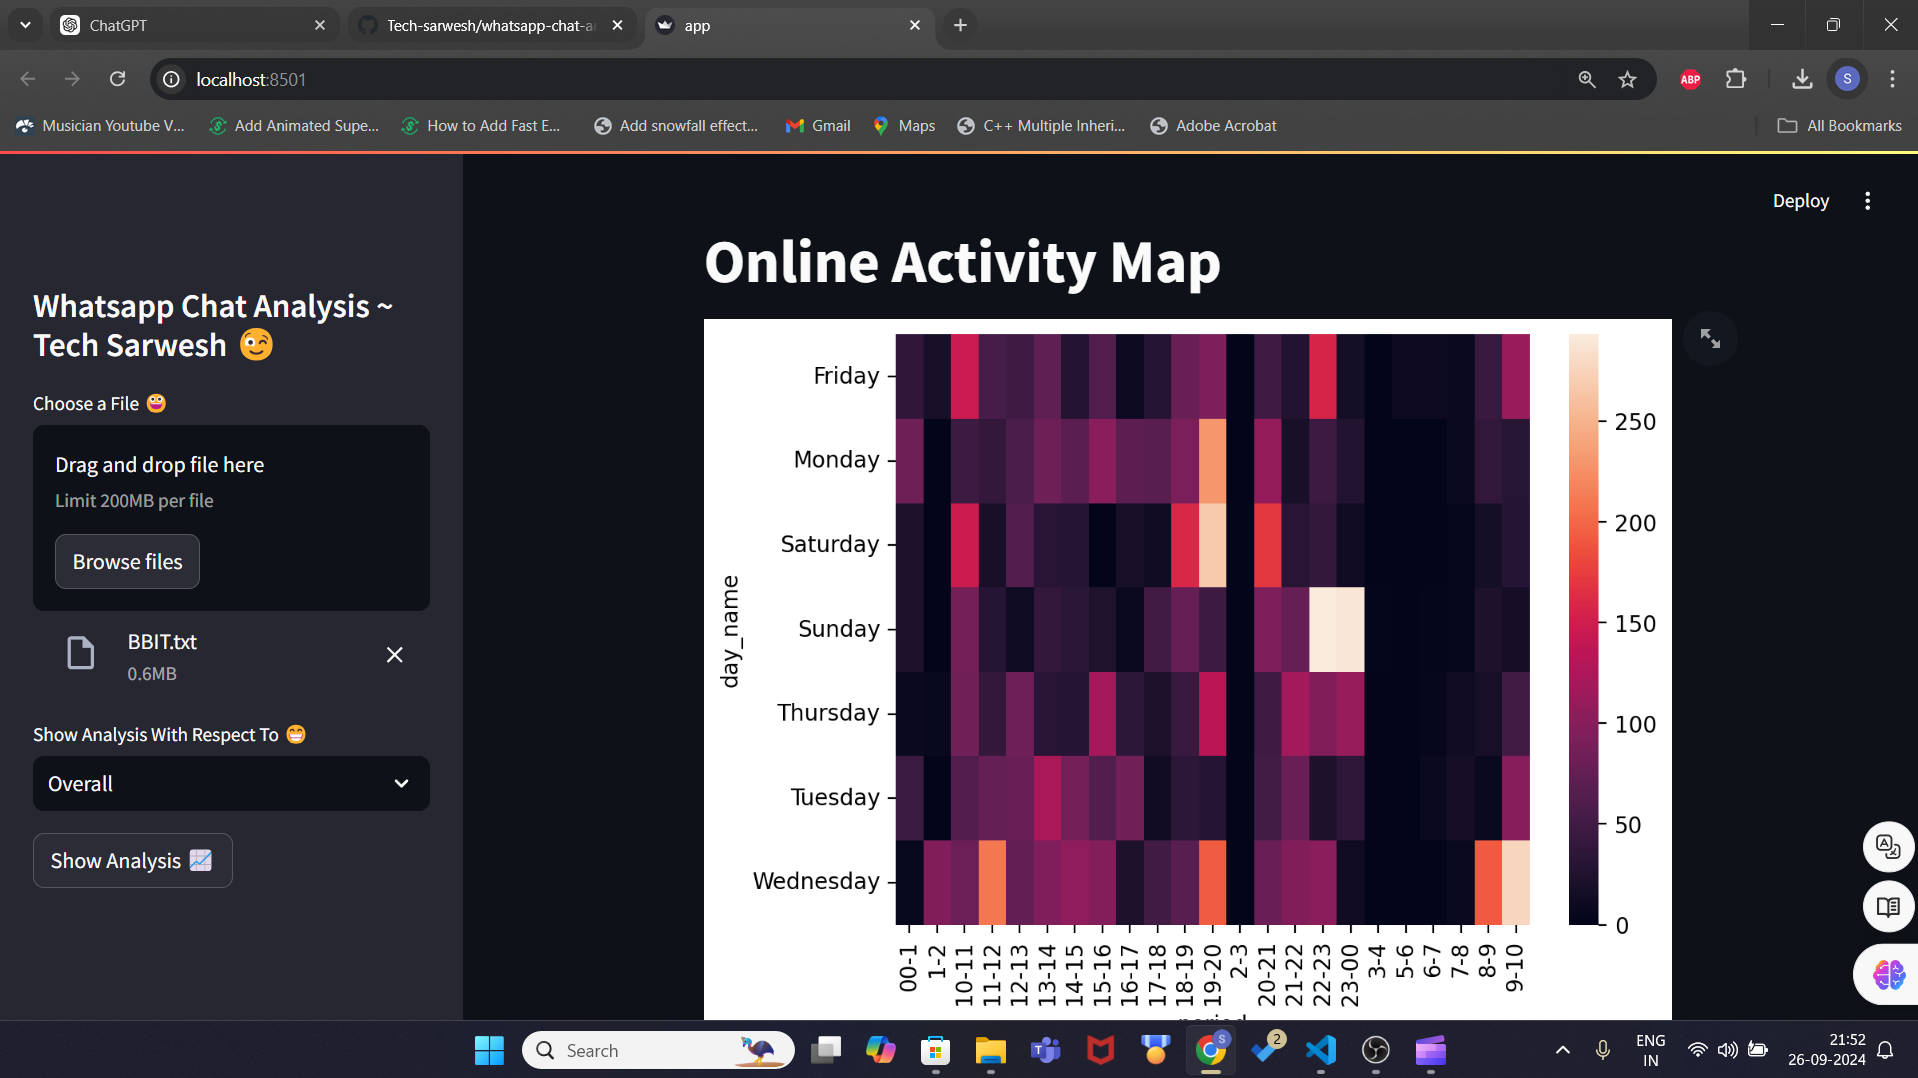 ChatGPT
Tech-sarwesh/whatsapp-chat-a
app
localhost:8501
ABP
S
Musician Youtube V...
Add Animated Supe...
How to Add Fast E...
Add snowfall effect...
Gmail
Maps
C++ Multiple Inheri...
Adobe Acrobat
All Bookmarks
Deploy
Whatsapp Chat Analysis ~
Tech Sarwesh 😉
Choose a File 😀
Drag and drop file here
Limit 200MB per file
Browse files
BBIT.txt
0.6MB
Show Analysis With Respect To 😁
Overall
Show Analysis 📈
Online Activity Map
day_name
Friday
Monday
Saturday
Sunday
Thursday
Tuesday
Wednesday
00-1
1-2
10-11
11-12
12-13
13-14
14-15
15-16
16-17
17-18
18-19
19-20
2-3
20-21
21-22
22-23
23-00
3-4
5-6
6-7
7-8
8-9
9-10
period
250
200
150
100
50
0
Search
S
2
ENG
IN
21:52
26-09-2024